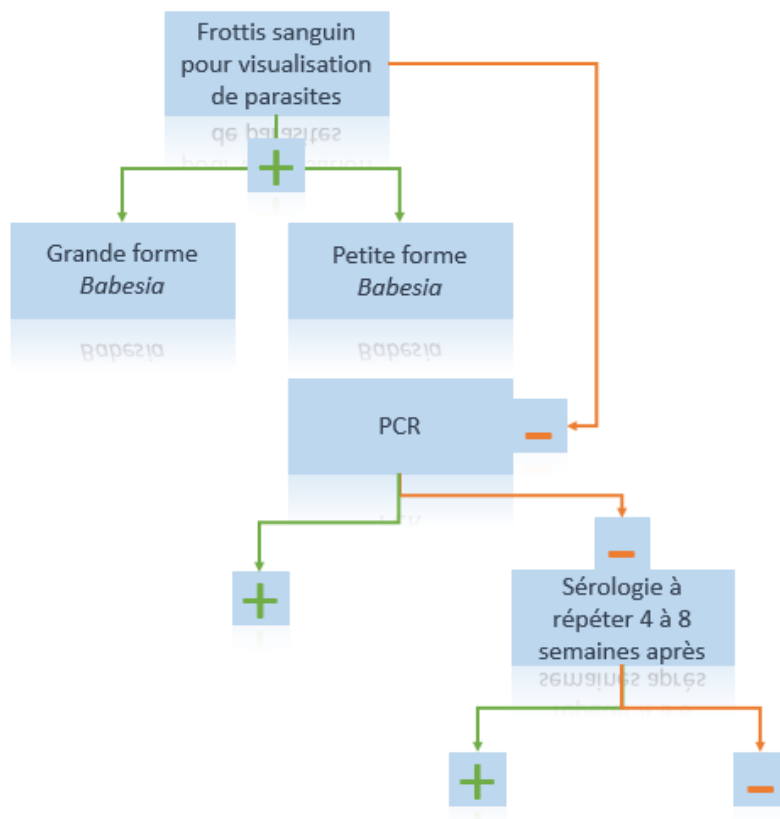 Frottis sanguin
pour visualisation
de parasites
+
Grande forme
Babesia
Petite forme
Babesia
PCR
–
+
–
Sérologie à
répéter 4 à 8
semaines après
+
–